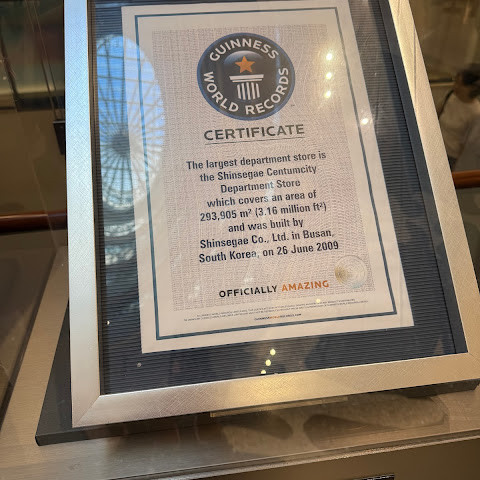 GUINNESS
WORLD RECORDS
CERTIFICATE
The largest department store is
the Shinsegae Centumcity
Department Store
which covers an area of
293,905 m² (3.16 million ft²)
and was built by
Shinsegae Co., Ltd. in Busan,
South Korea, on 26 June 2009
OFFICIALLY AMAZING